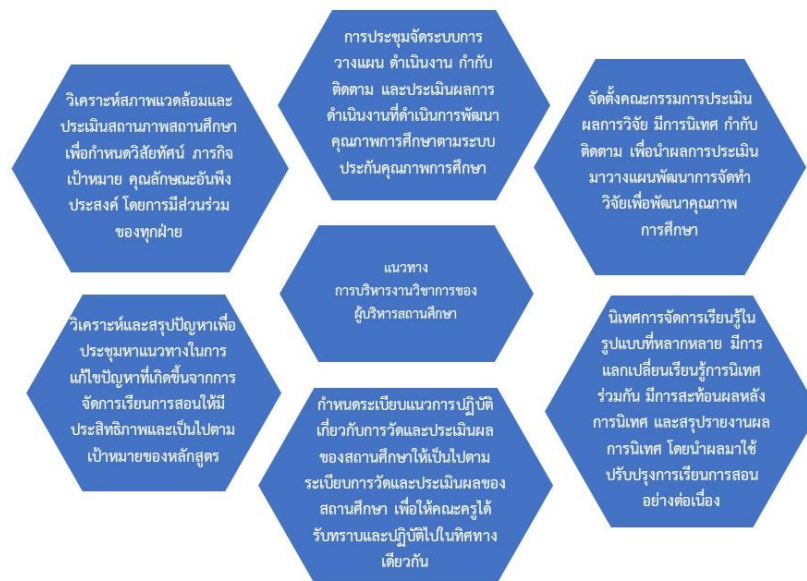 การประชุมจัดระบบการ
วางแผน ดำเนินงาน กำกับ
ติดตาม และประเมินผลการ
ดำเนินงานที่ดำเนินการพัฒนา
คุณภาพการศึกษาตามระบบ
ประกันคุณภาพการศึกษา
วิเคราะห์สภาพแวดล้อมและ
ประเมินสถานภาพสถานศึกษา
เพื่อกำหนดวิสัยทัศน์ ภารกิจ
เป้าหมาย คุณลักษณะอันพึง
ประสงค์ โดยการมีส่วนร่วม
ของทุกฝ่าย
จัดตั้งคณะกรรมการประเมิน
ผลการวิจัย มีการนิเทศ กำกับ
ติดตาม เพื่อนำผลการประเมิน
มาวางแผนพัฒนาการจัดทำ
วิจัยเพื่อพัฒนาคุณภาพ
การศึกษา
แนวทาง
การบริหารงานวิชาการของ
ผู้บริหารสถานศึกษา
วิเคราะห์และสรุปปัญหาเพื่อ
ประชุมหาแนวทางในการ
แก้ไขปัญหาที่เกิดขึ้นจากการ
จัดการเรียนการสอนให้มี
ประสิทธิภาพและเป็นไปตาม
เป้าหมายของหลักสูตร
นิเทศการจัดการเรียนรู้ใน
รูปแบบที่หลากหลาย มีการ
แลกเปลี่ยนเรียนรู้การนิเทศ
ร่วมกัน มีการสะท้อนผลหลัง
การนิเทศ และสรุปรายงานผล
การนิเทศ โดยนำผลมาใช้
ปรับปรุงการเรียนการสอน
อย่างต่อเนื่อง
กำหนดระเบียบแนวการปฏิบัติ
เกี่ยวกับการวัดและประเมินผล
ของสถานศึกษาให้เป็นไปตาม
ระเบียบการวัดและประเมินผลของ
สถานศึกษา เพื่อให้คณะครูได้
รับทราบและปฏิบัติไปในทิศทาง
เดียวกัน